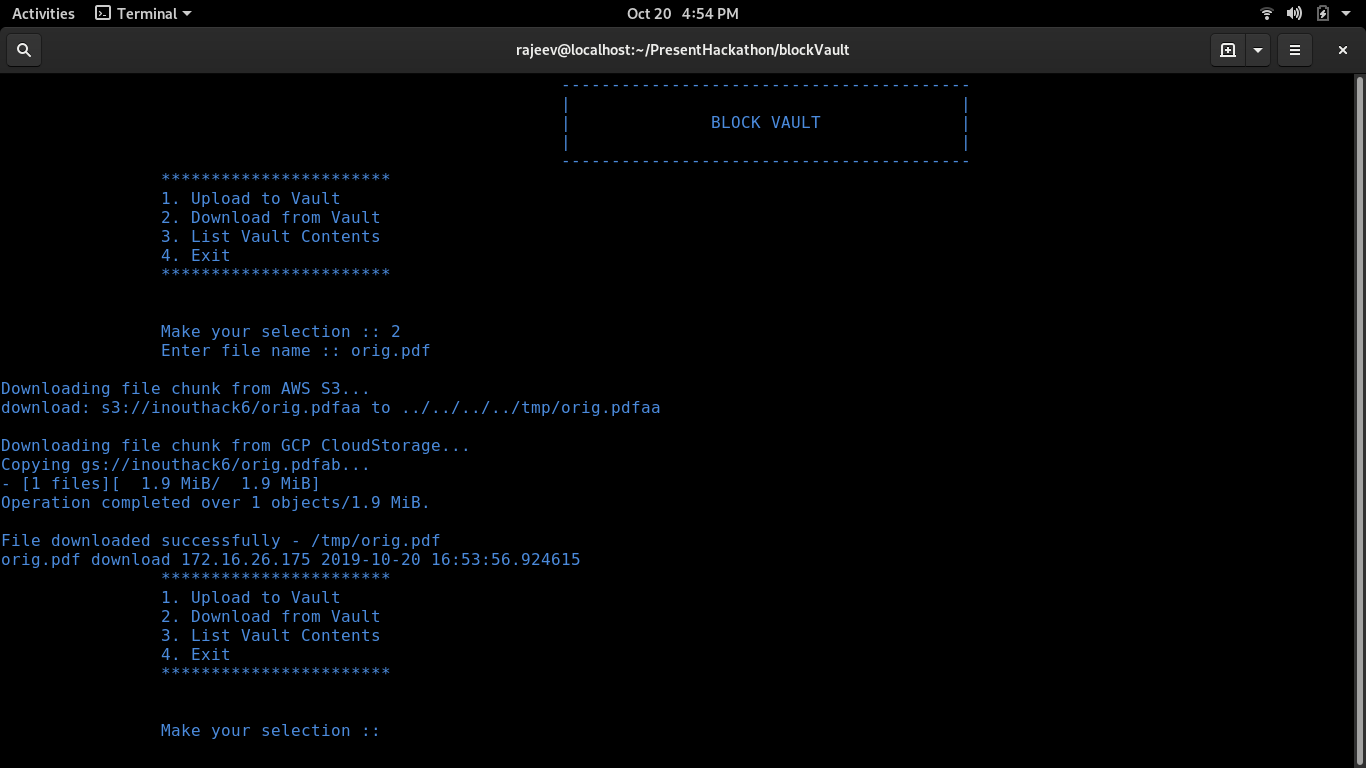 Activities Terminal Oct 20 4:54 PM
rajeev@localhost:~/PresentHackathon/blockVault
-----------------------------------------
| |
| BLOCK VAULT |
| |
-----------------------------------------
***********************
1. Upload to Vault
2. Download from Vault
3. List Vault Contents
4. Exit
***********************
Make your selection :: 2
Enter file name :: orig.pdf
Downloading file chunk from AWS S3...
download: s3://inouthack6/orig.pdfaa to ../../../../tmp/orig.pdfaa
Downloading file chunk from GCP CloudStorage...
Copying gs://inouthack6/orig.pdfab...
- [1 files][  1.9 MiB/  1.9 MiB]
Operation completed over 1 objects/1.9 MiB.
File downloaded successfully - /tmp/orig.pdf
orig.pdf download 172.16.26.175 2019-10-20 16:53:56.924615
***********************
1. Upload to Vault
2. Download from Vault
3. List Vault Contents
4. Exit
***********************
Make your selection ::